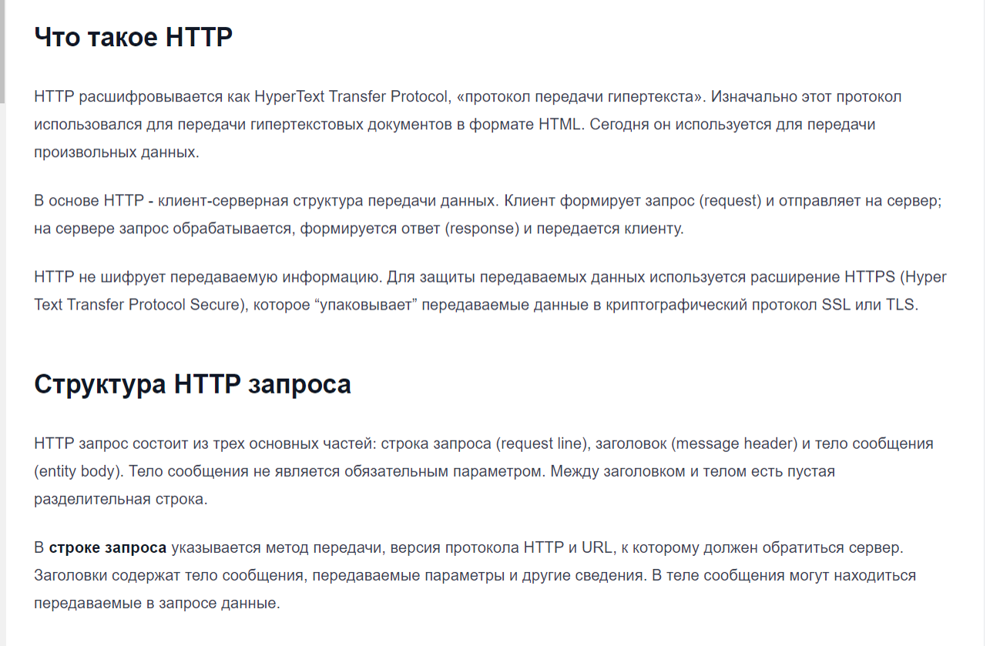 Что такое HTTP
HTTP расшифровывается как HyperText Transfer Protocol, «протокол передачи гипертекста». Изначально этот протокол
использовался для передачи гипертекстовых документов в формате HTML. Сегодня он используется для передачи
произвольных данных.
В основе HTTP - клиент-серверная структура передачи данных. Клиент формирует запрос (request) и отправляет на сервер;
на сервере запрос обрабатывается, формируется ответ (response) и передается клиенту.
HTTP не шифрует передаваемую информацию. Для защиты передаваемых данных используется расширение HTTPS (Hyper
Text Transfer Protocol Secure), которое “упаковывает” передаваемые данные в криптографический протокол SSL или TLS.
Структура HTTP запроса
HTTP запрос состоит из трех основных частей: строка запроса (request line), заголовок (message header) и тело сообщения
(entity body). Тело сообщения не является обязательным параметром. Между заголовком и телом есть пустая
разделительная строка.
В строке запроса указывается метод передачи, версия протокола HTTP и URL, к которому должен обратиться сервер.
Заголовки содержат тело сообщения, передаваемые параметры и другие сведения. В теле сообщения могут находиться
передаваемые в запросе данные.